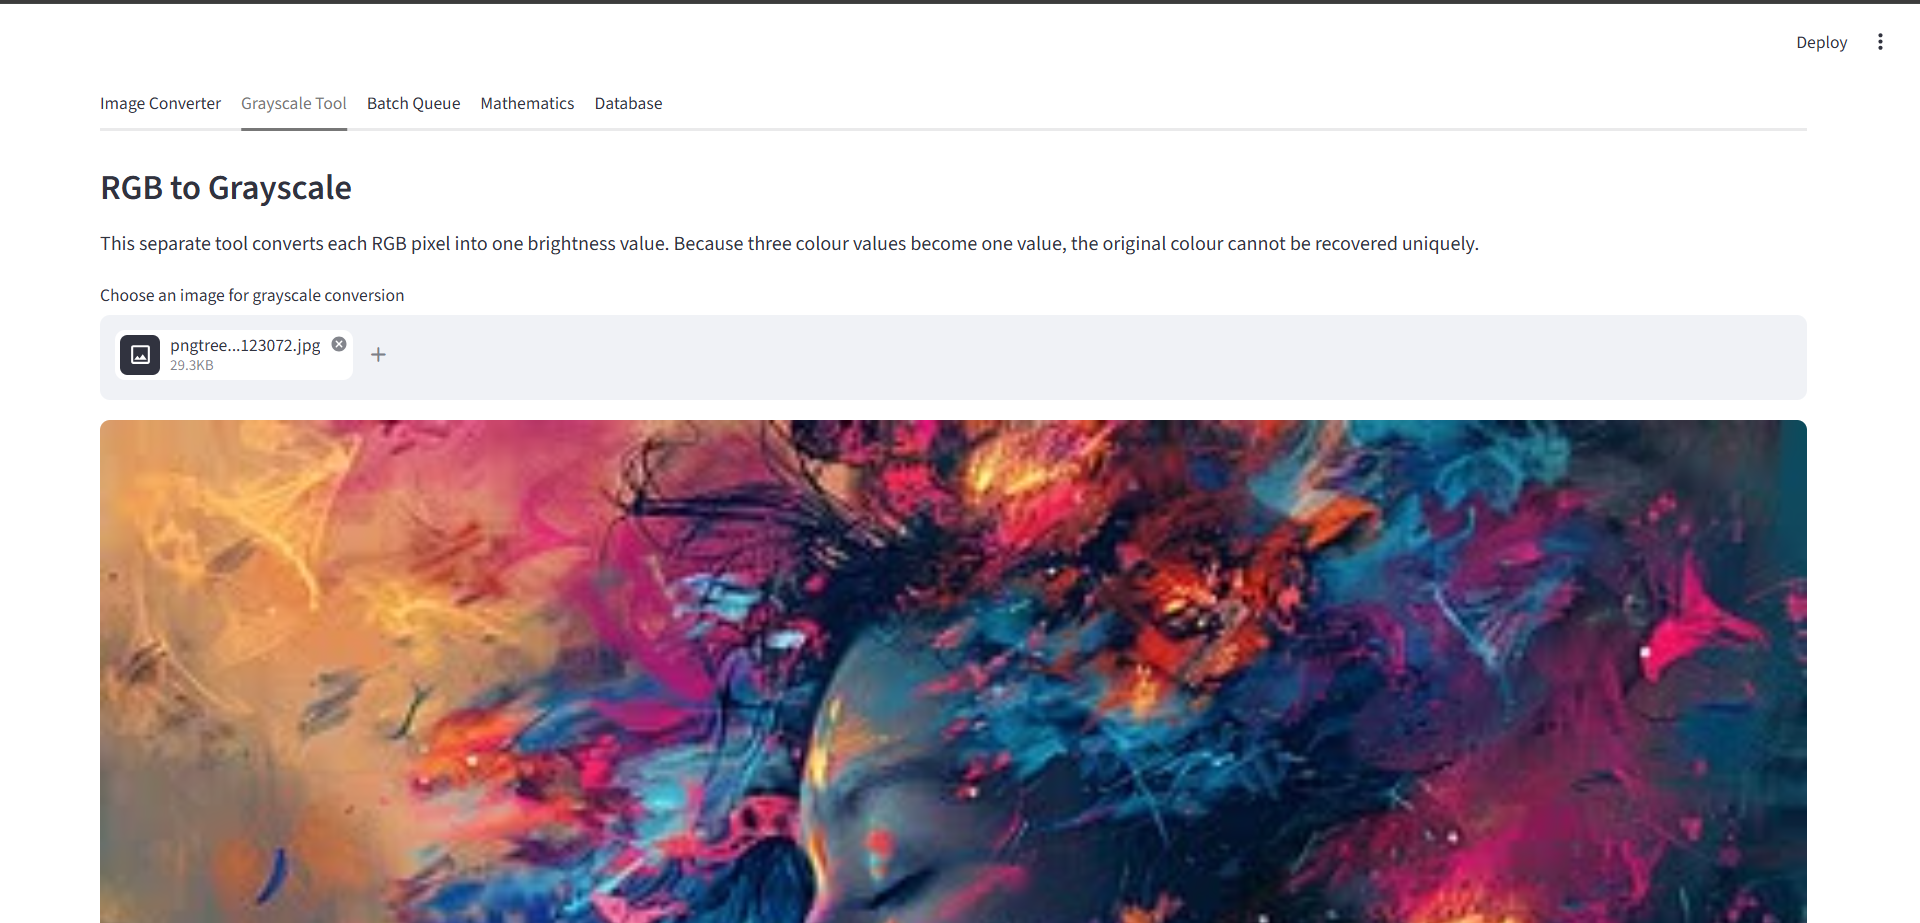 Deploy
Image Converter Grayscale Tool Batch Queue Mathematics Database
RGB to Grayscale
This separate tool converts each RGB pixel into one brightness value. Because three colour values become one value, the original colour cannot be recovered uniquely.
Choose an image for grayscale conversion
pngtree...123072.jpg
29.3KB